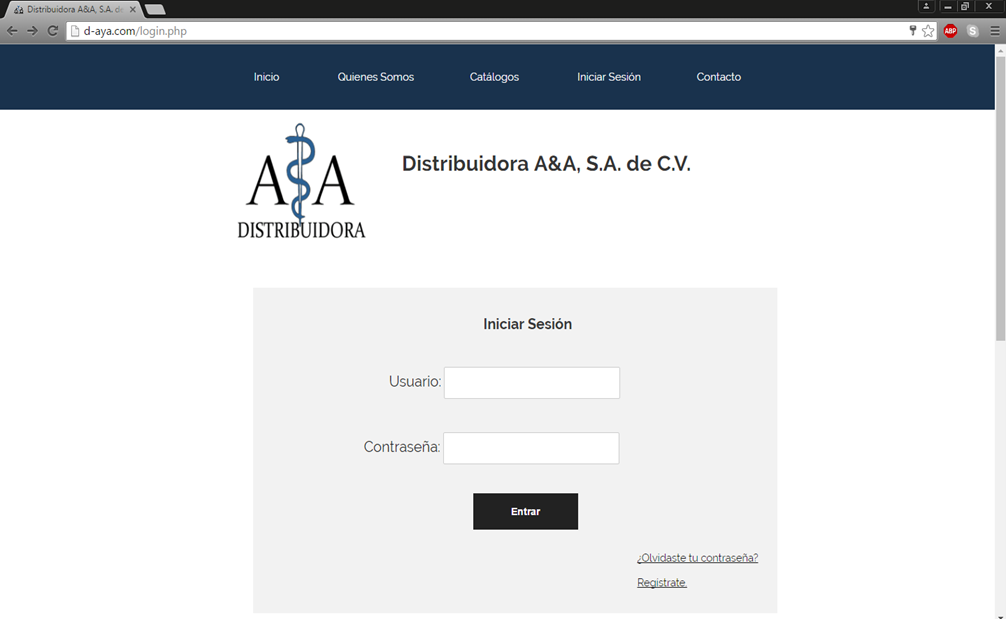 Distribuidora A&A, S.A. de
d-aya.com/login.php
ABP
S
Inicio Quienes Somos Catálogos Iniciar Sesión Contacto
A A
DISTRIBUIDORA
Distribuidora A&A, S.A. de C.V.
Iniciar Sesión
Usuario:
Contraseña:
Entrar
¿Olvidaste tu contraseña?
Regístrate.